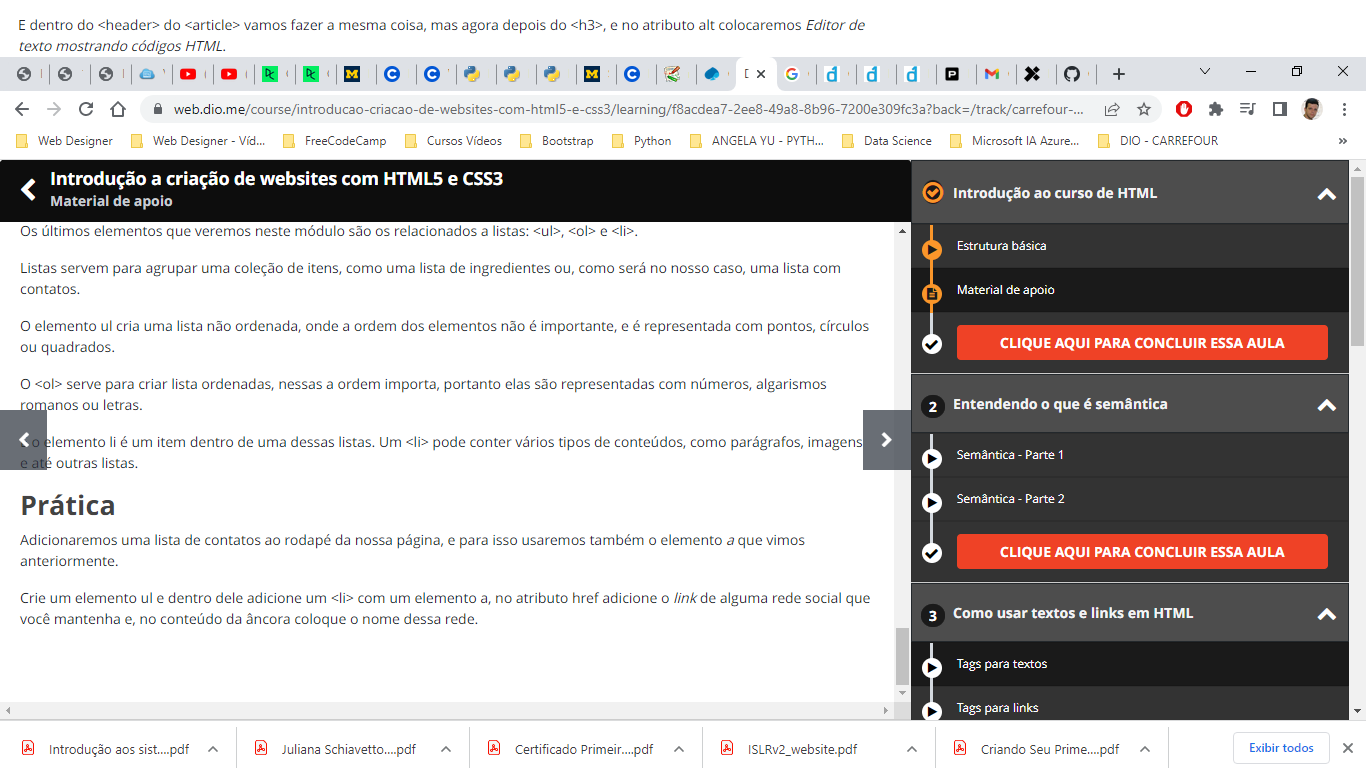 E dentro do <header> do <article> vamos fazer a mesma coisa, mas agora depois do <h3>, e no atributo alt colocaremos Editor de
texto mostrando códigos HTML.
web.dio.me/course/introducao-criacao-de-websites-com-html5-e-css3/learning/f8acdea7-2ee8-49a8-8b96-7200e309fc3a?back=/track/carrefour-...
Web Designer
Web Designer - Víd...
FreeCodeCamp
Cursos Vídeos
Bootstrap
Python
ANGELA YU - PYTH...
Data Science
Microsoft IA Azure...
DIO - CARREFOUR
Introdução a criação de websites com HTML5 e CSS3
Material de apoio
Os últimos elementos que veremos neste módulo são os relacionados a listas: <ul>, <ol> e <li>.
Listas servem para agrupar uma coleção de itens, como uma lista de ingredientes ou, como será no nosso caso, uma lista com
contatos.
O elemento ul cria uma lista não ordenada, onde a ordem dos elementos não é importante, e é representada com pontos, círculos
ou quadrados.
O <ol> serve para criar lista ordenadas, nessas a ordem importa, portanto elas são representadas com números, algarismos
romanos ou letras.
o elemento li é um item dentro de uma dessas listas. Um <li> pode conter vários tipos de conteúdos, como parágrafos, imagens
e até outras listas.
Prática
Adicionaremos uma lista de contatos ao rodapé da nossa página, e para isso usaremos também o elemento a que vimos
anteriormente.
Crie um elemento ul e dentro dele adicione um <li> com um elemento a, no atributo href adicione o link de alguma rede social que
você mantenha e, no conteúdo da âncora coloque o nome dessa rede.
Introdução ao curso de HTML
Estrutura básica
Material de apoio
CLIQUE AQUI PARA CONCLUIR ESSA AULA
2 Entendendo o que é semântica
Semântica - Parte 1
Semântica - Parte 2
CLIQUE AQUI PARA CONCLUIR ESSA AULA
3 Como usar textos e links em HTML
Tags para textos
Tags para links
Introdução aos sist....pdf
Juliana Schiavetto....pdf
Certificado Primeir....pdf
ISLRv2_website.pdf
Criando Seu Prime....pdf
Exibir todos